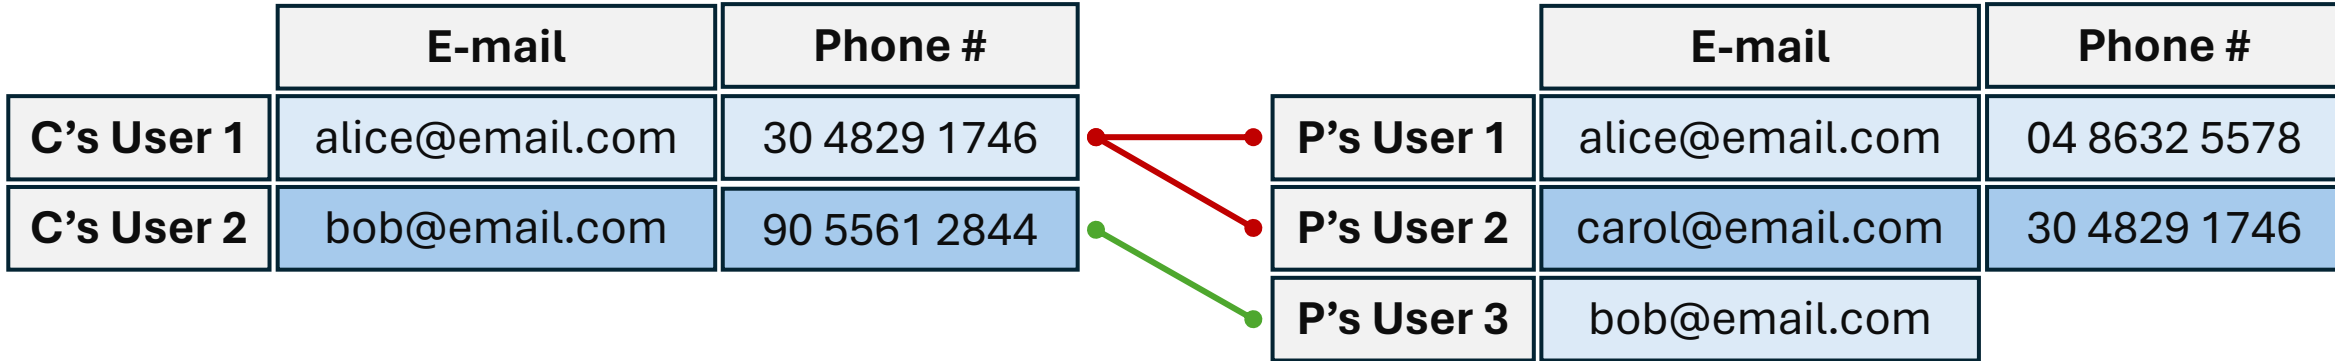 E-mail Phone # E-mail Phone #
C’s User 1 alice@email.com 30 4829 1746 P’s User 1 alice@email.com 04 8632 5578
C’s User 2 bob@email.com 90 5561 2844 P’s User 2 carol@email.com 30 4829 1746
P’s User 3 bob@email.com